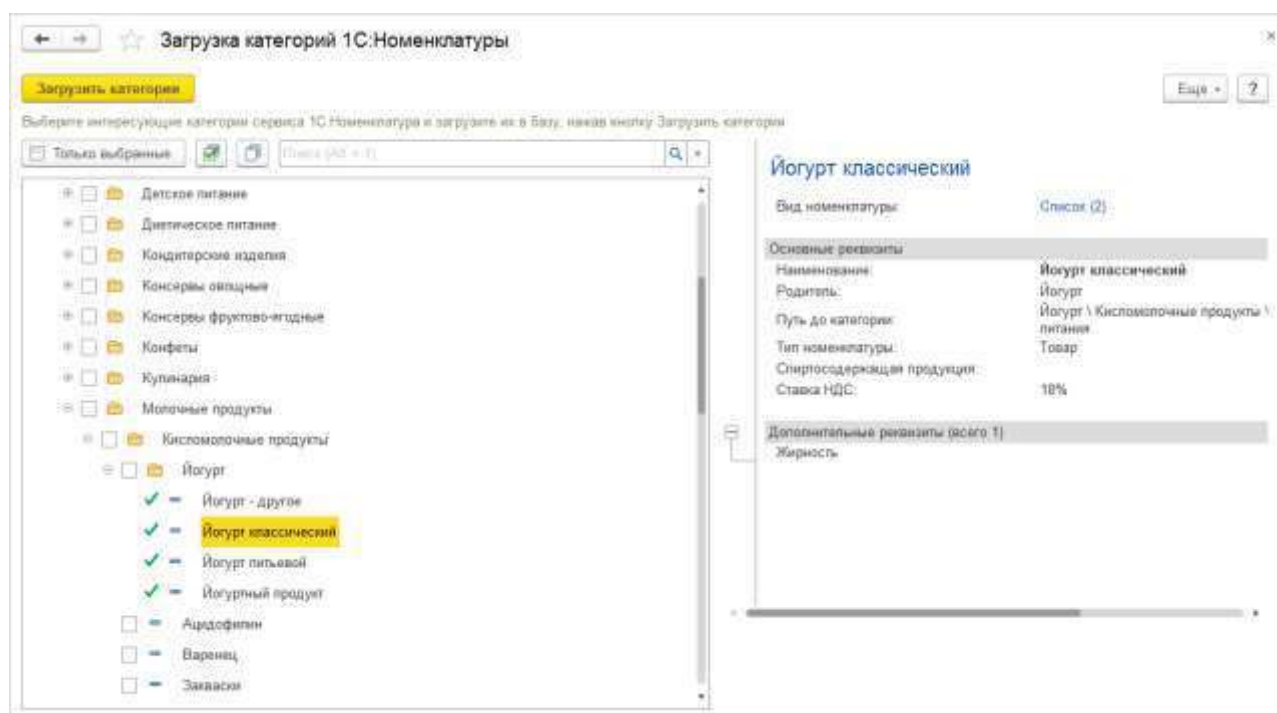 Загрузка категорий 1С:Номенклатуры
Загрузить категории
Еще
?
Выберите интересующие категории сервиса 1С:Номенклатура и загрузите их в базу, нажав кнопку Загрузить категории
Только выбранные
Детское питание
Диетическое питание
Кондитерские изделия
Консервы овощные
Консервы фруктово-ягодные
Конфеты
Кулинария
Молочные продукты
Кисломолочные продукты
Йогурт
Йогурт - другое
Йогурт классический
Йогурт питьевой
Йогуртный продукт
Ацидофилин
Варенец
Закваски
Йогурт классический
Вид номенклатуры: Список (2)
Основные реквизиты
Наименование: Йогурт классический
Родитель: Йогурт
Путь до категории: Йогурт \ Кисломолочные продукты \
питания
Тип номенклатуры: Товар
Спиртосодержащая продукция:
Ставка НДС: 18%
Дополнительные реквизиты (всего 1)
Жирность